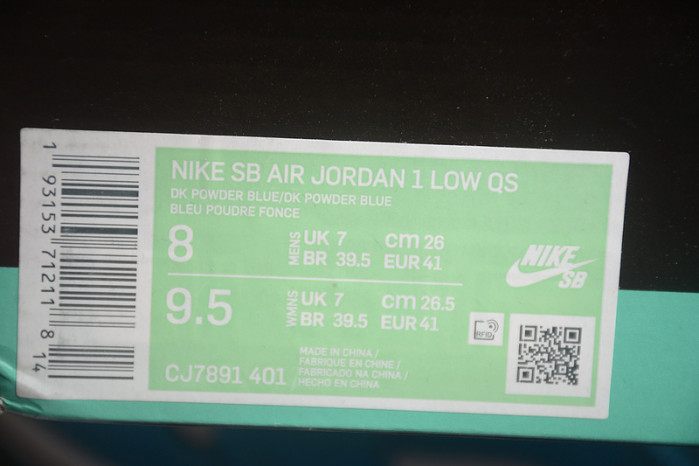 NIKE SB AIR JORDAN 1 LOW QS
DK POWDER BLUE/DK POWDER BLUE
BLEU POUDRE FONCE
8 MENS UK 7 cm 26
BR 39.5 EUR 41
9.5 WMNS UK 7 cm 26.5
BR 39.5 EUR 41
CJ7891 401
MADE IN CHINA /
FABRIQUE EN CHINE /
FABRICADO NA CHINA /
HECHO EN CHINA
RFID
NIKE
SB
1 93153 71211 8 14